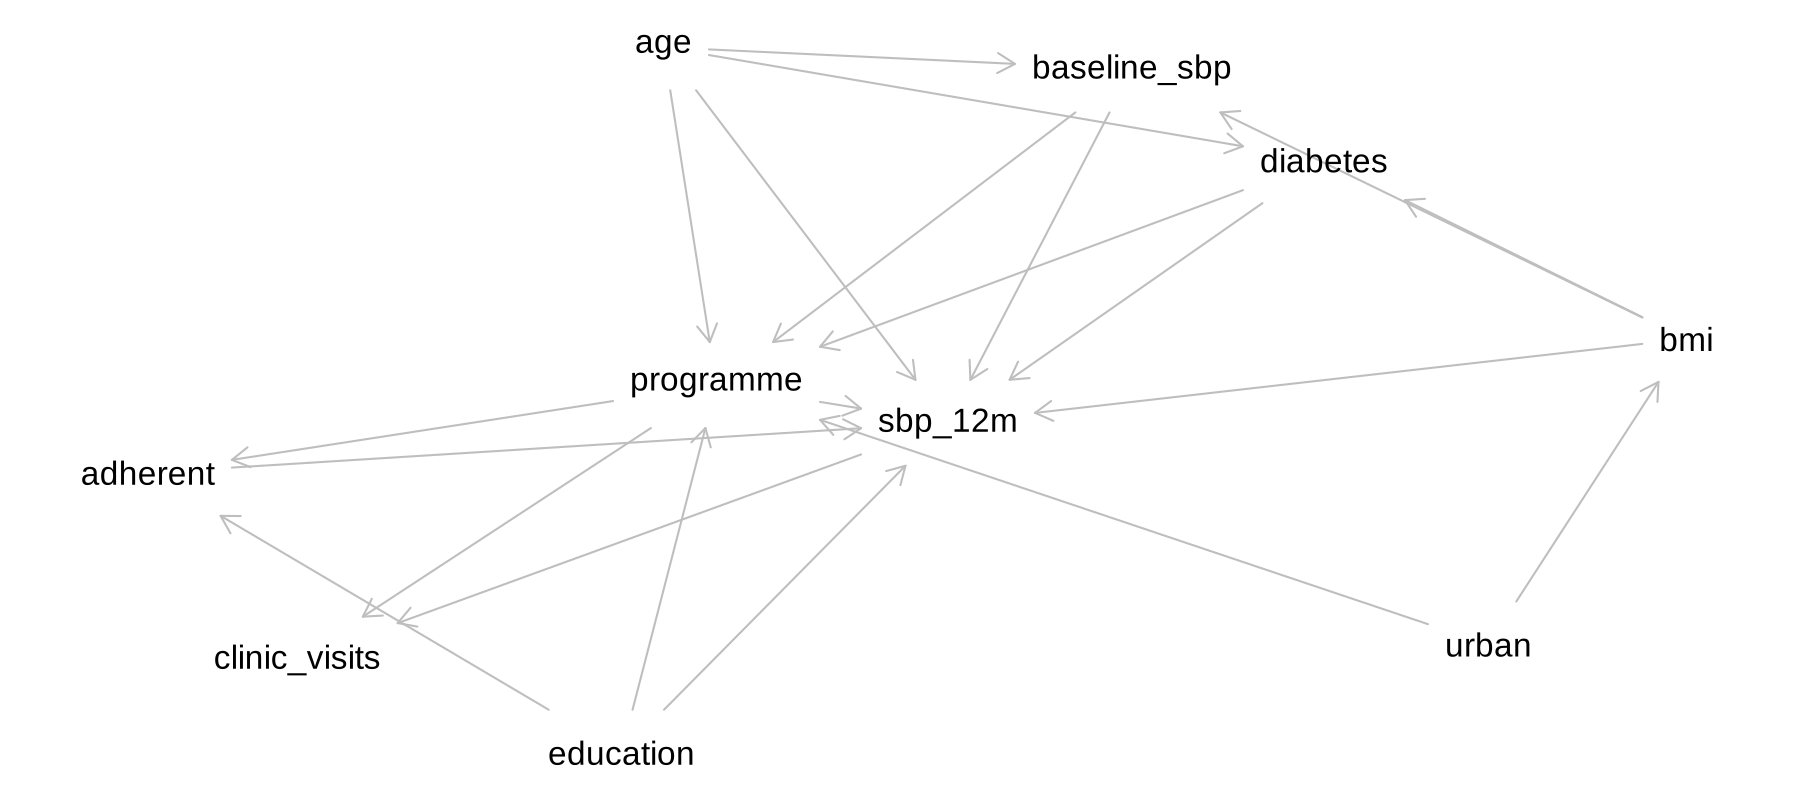 age
baseline_sbp
diabetes
bmi
programme
sbp_12m
adherent
urban
clinic_visits
education